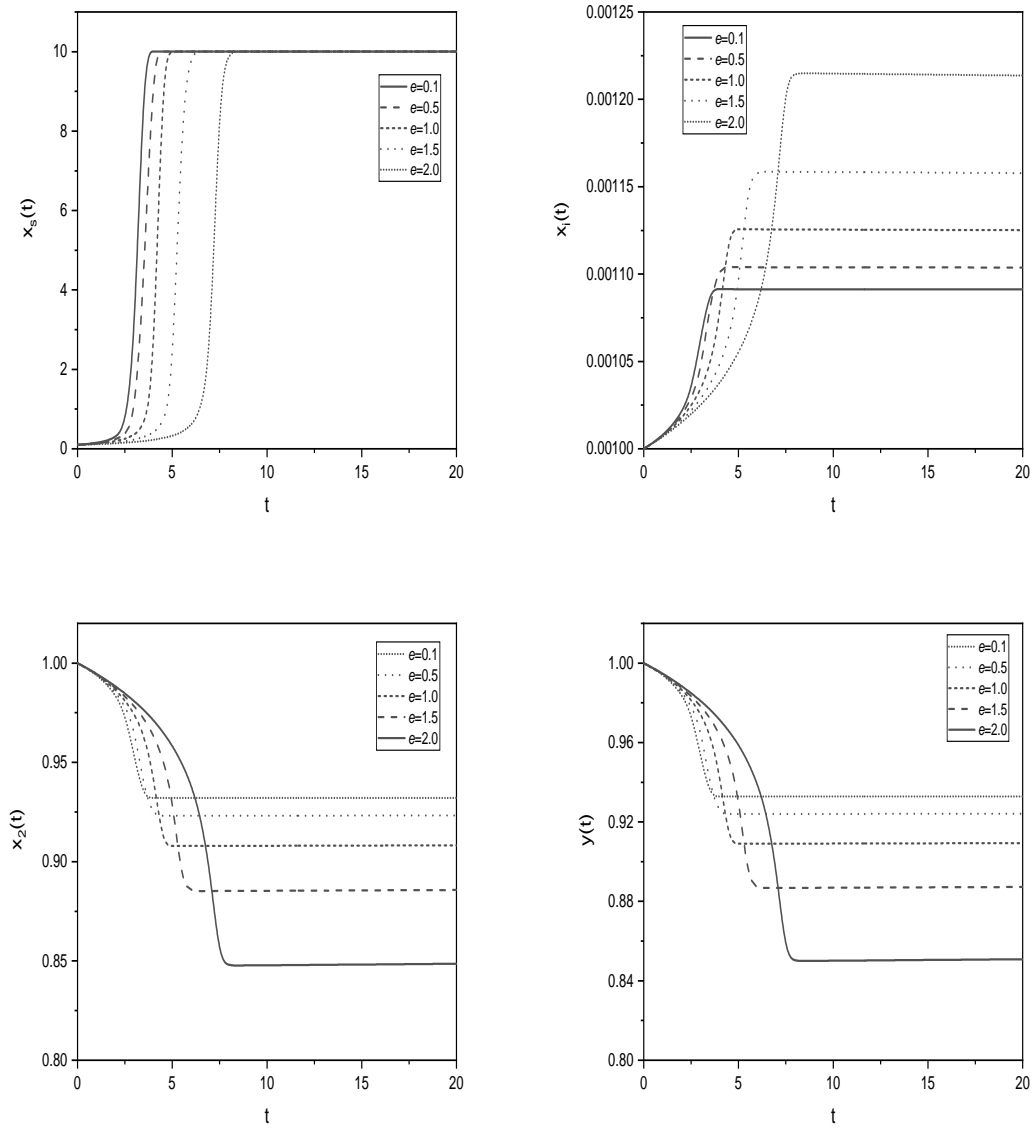 10
8
6
4
2
0
x_s(t)
e=0.1
e=0.5
e=1.0
e=1.5
e=2.0
0 5 10 15 20
t
0.00125
0.00120
0.00115
0.00110
0.00105
0.00100
x_i(t)
e=0.1
e=0.5
e=1.0
e=1.5
e=2.0
0 5 10 15 20
t
1.00
0.95
0.90
0.85
0.80
x_2(t)
e=0.1
e=0.5
e=1.0
e=1.5
e=2.0
0 5 10 15 20
t
1.00
0.96
0.92
0.88
0.84
0.80
y(t)
e=0.1
e=0.5
e=1.0
e=1.5
e=2.0
0 5 10 15 20
t